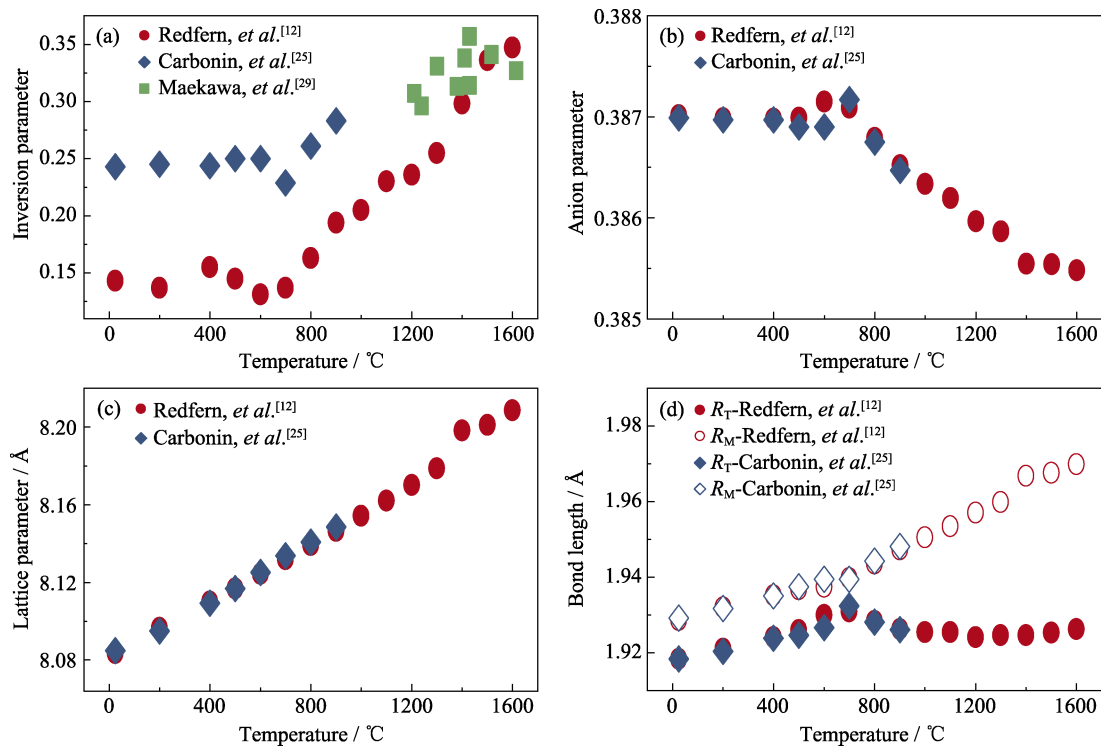 (a)
Redfern, et al.[12]
Carbonin, et al.[25]
Maekawa, et al.[29]
0.35
0.30
0.25
0.20
0.15
Inversion parameter
0 400 800 1200 1600
Temperature / ℃
(b)
Redfern, et al.[12]
Carbonin, et al.[25]
0.388
0.387
0.386
0.385
Anion parameter
0 400 800 1200 1600
Temperature / ℃
(c)
Redfern, et al.[12]
Carbonin, et al.[25]
8.20
8.16
8.12
8.08
Lattice parameter / Å
0 400 800 1200 1600
Temperature / ℃
(d)
RT-Redfern, et al.[12]
RM-Redfern, et al.[12]
RT-Carbonin, et al.[25]
RM-Carbonin, et al.[25]
1.98
1.96
1.94
1.92
Bond length / Å
0 400 800 1200 1600
Temperature / ℃